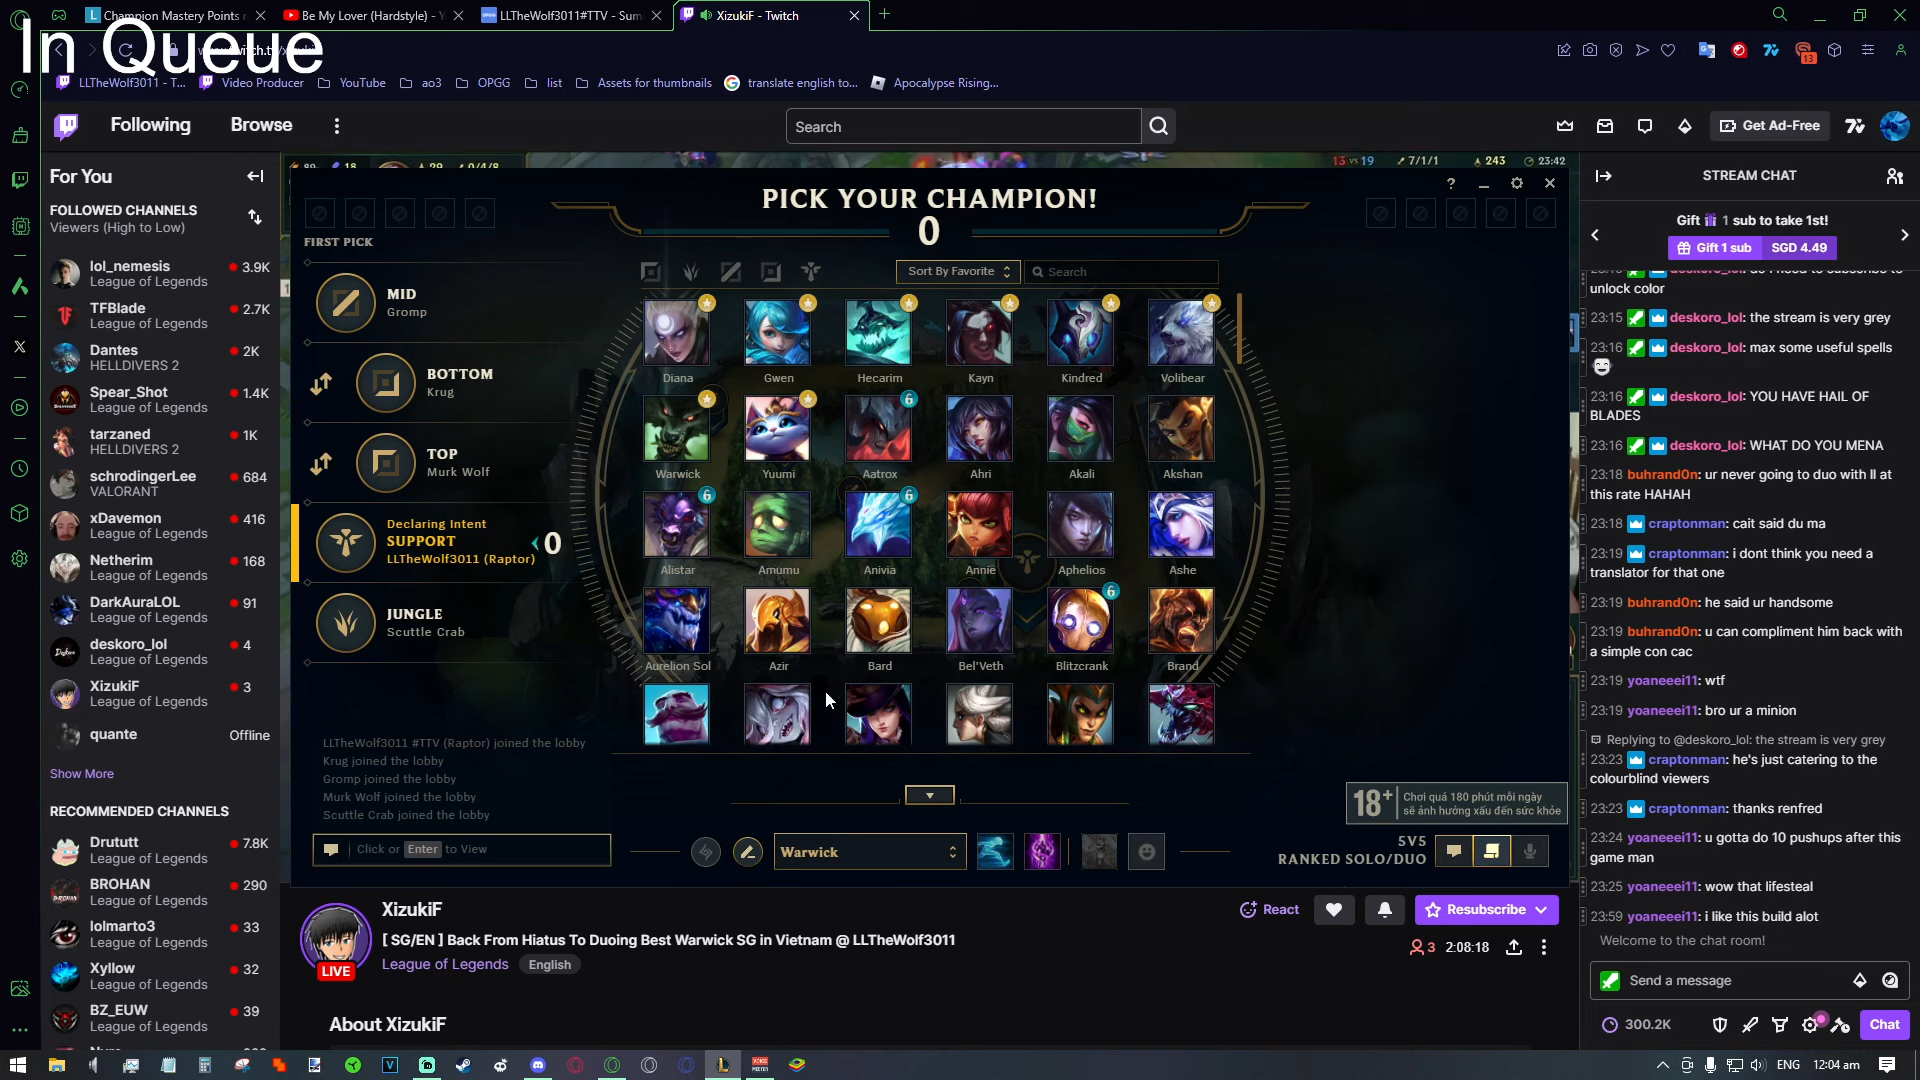 In Queue
Champion Mastery Points
Be My Lover (Hardstyle) - Y
LLTheWolf3011#TTV - Sum
XizukiF - Twitch
13
LLTheWolf3011 - T...
Video Producer
YouTube
ao3
OPGG
list
Assets for thumbnails
translate english to...
Apocalypse Rising...
Following
Browse
Search
Get Ad-Free
For You
FOLLOWED CHANNELS
Viewers (High to Low)
lol_nemesis
3.9K
League of Legends
TFBlade
2.7K
League of Legends
Dantes
2K
HELLDIVERS 2
Spear_Shot
1.4K
League of Legends
tarzaned
1K
HELLDIVERS 2
schrodingerLee
684
VALORANT
xDavemon
416
League of Legends
Netherim
168
League of Legends
DarkAuraLOL
91
League of Legends
deskoro_lol
4
League of Legends
XizukiF
3
League of Legends
quante
Offline
Show More
RECOMMENDED CHANNELS
Drututt
7.8K
League of Legends
BROHAN
290
League of Legends
lolmarto3
33
League of Legends
Xyllow
32
League of Legends
BZ_EUW
39
League of Legends
13 vs 19
7/1/1
243
23:42
PICK YOUR CHAMPION!
0
FIRST PICK
MID
Gromp
BOTTOM
Krug
TOP
Murk Wolf
Declaring Intent
SUPPORT
LLTheWolf3011 (Raptor)
0
JUNGLE
Scuttle Crab
Sort By Favorite
Search
Diana
Gwen
Hecarim
Kayn
Kindred
Volibear
6
Warwick
Yuumi
Aatrox
Ahri
Akali
Akshan
6
6
Alistar
Amumu
Anivia
Annie
Aphelios
Ashe
6
Aurelion Sol
Azir
Bard
Bel'Veth
Blitzcrank
Brand
LLTheWolf3011 #TTV (Raptor) joined the lobby
Krug joined the lobby
Gromp joined the lobby
Murk Wolf joined the lobby
Scuttle Crab joined the lobby
Click or Enter to View
Warwick
18+
Chơi quá 180 phút mỗi ngày
sẽ ảnh hưởng xấu đến sức khỏe
5V5
RANKED SOLO/DUO
LIVE
XizukiF
[ SG/EN ] Back From Hiatus To Duoing Best Warwick SG in Vietnam @ LLTheWolf3011
League of Legends
English
React
Resubscribe
3
2:08:18
About XizukiF
STREAM CHAT
Gift 1 sub to take 1st!
Gift 1 sub
SGD 4.49
unlock color
23:15 deskoro_lol: the stream is very grey
23:16 deskoro_lol: max some useful spells
23:16 deskoro_lol: YOU HAVE HAIL OF
BLADES
23:16 deskoro_lol: WHAT DO YOU MENA
23:18 buhrand0n: ur never going to duo with ll at
this rate HAHAH
23:18 craptonman: cait said du ma
23:19 craptonman: i dont think you need a
translator for that one
23:19 buhrand0n: he said ur handsome
23:19 buhrand0n: u can compliment him back with
a simple con cac
23:19 yoaneeei11: wtf
23:19 yoaneeei11: bro ur a minion
Replying to @deskoro_lol: the stream is very grey
23:23 craptonman: he's just catering to the
colourblind viewers
23:23 craptonman: thanks renfred
23:24 yoaneeei11: u gotta do 10 pushups after this
game man
23:25 yoaneeei11: wow that lifesteal
23:59 yoaneeei11: i like this build alot
Welcome to the chat room!
Send a message
300.2K
Chat
ENG
12:04 am